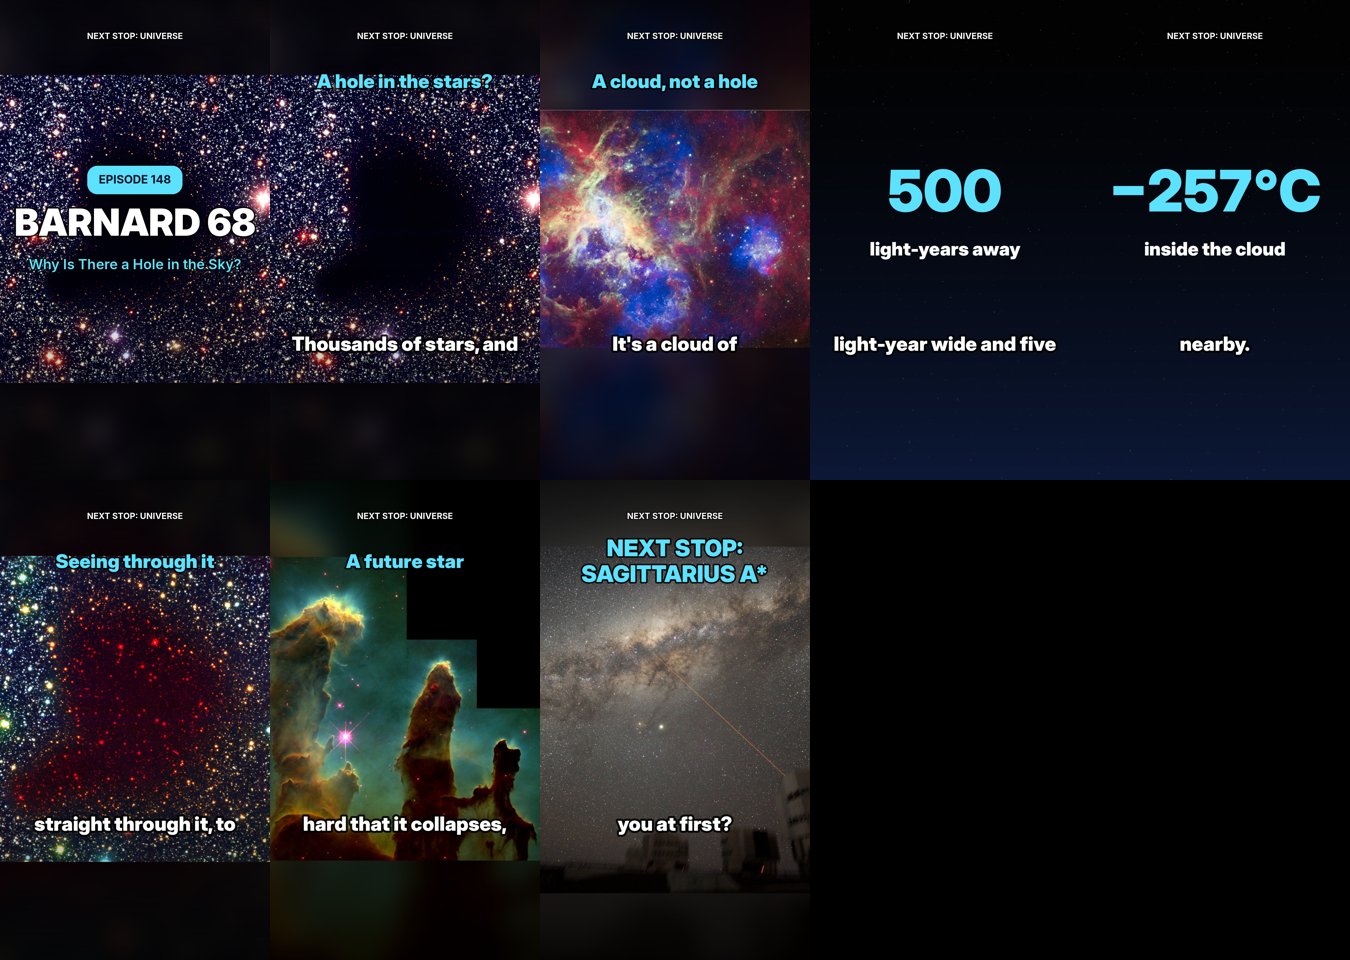 NEXT STOP: UNIVERSE
EPISODE 148
BARNARD 68
Why Is There a Hole in the Sky?
NEXT STOP: UNIVERSE
A hole in the stars?
Thousands of stars, and
NEXT STOP: UNIVERSE
A cloud, not a hole
It's a cloud of
NEXT STOP: UNIVERSE
500
light-years away
light-year wide and five
NEXT STOP: UNIVERSE
−257°C
inside the cloud
nearby.
NEXT STOP: UNIVERSE
Seeing through it
straight through it, to
NEXT STOP: UNIVERSE
A future star
hard that it collapses,
NEXT STOP: UNIVERSE
NEXT STOP:
SAGITTARIUS A*
you at first?